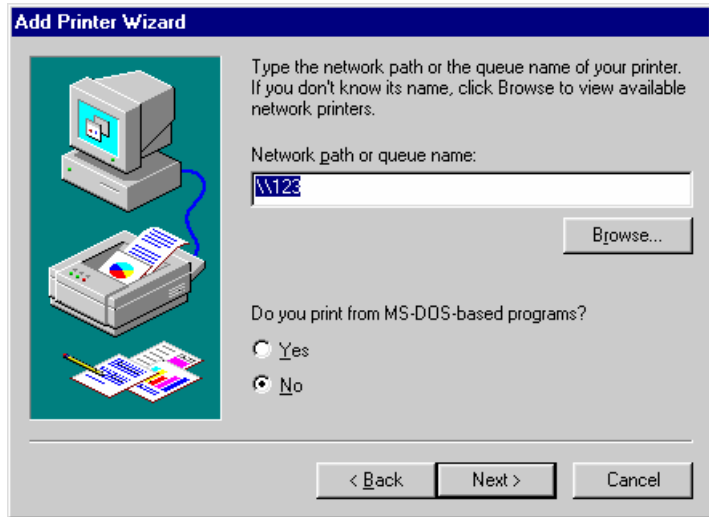 Add Printer Wizard
Type the network path or the queue name of your printer.
If you don't know its name, click Browse to view available
network printers.
Network path or queue name:
\\123
Browse...
Do you print from MS-DOS-based programs?
Yes
No
< Back
Next >
Cancel